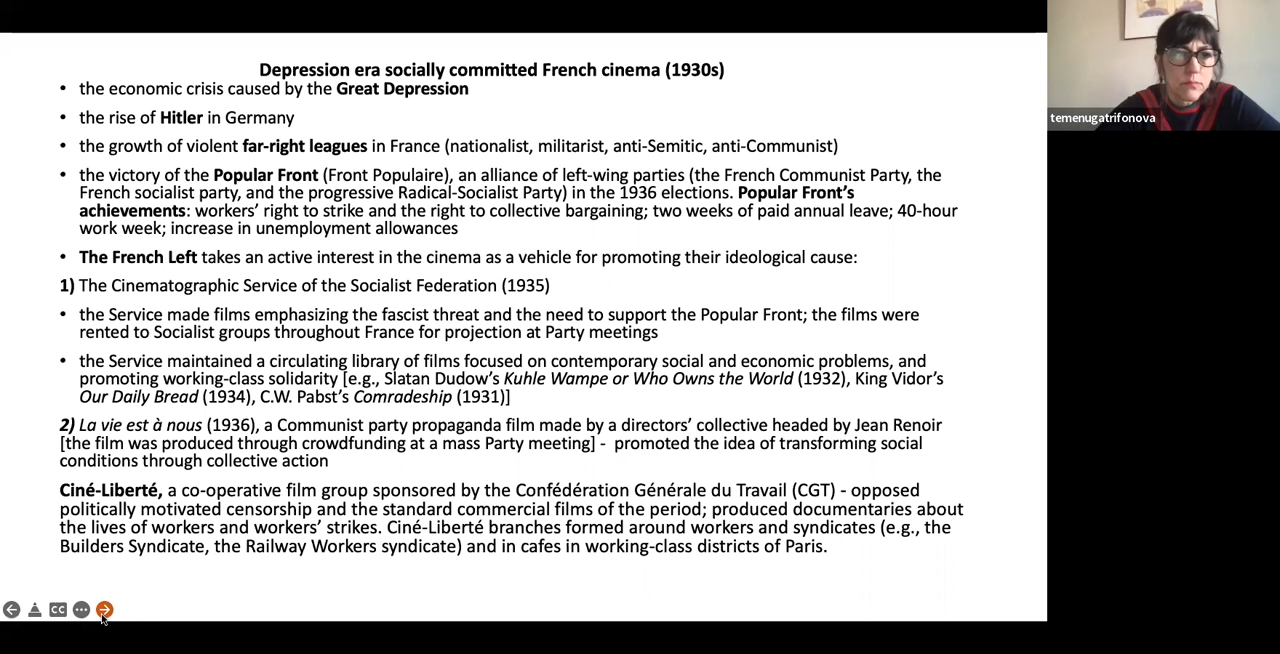 Depression era socially committed French cinema (1930s)
• the economic crisis caused by the Great Depression
• the rise of Hitler in Germany
• the growth of violent far-right leagues in France (nationalist, militarist, anti-Semitic, anti-Communist)
• the victory of the Popular Front (Front Populaire), an alliance of left-wing parties (the French Communist Party, the
French socialist party, and the progressive Radical-Socialist Party) in the 1936 elections. Popular Front's
achievements: workers' right to strike and the right to collective bargaining; two weeks of paid annual leave; 40-hour
work week; increase in unemployment allowances
• The French Left takes an active interest in the cinema as a vehicle for promoting their ideological cause:
1) The Cinematographic Service of the Socialist Federation (1935)
• the Service made films emphasizing the fascist threat and the need to support the Popular Front; the films were
rented to Socialist groups throughout France for projection at Party meetings
• the Service maintained a circulating library of films focused on contemporary social and economic problems, and
promoting working-class solidarity [e.g., Slatan Dudow's Kuhle Wampe or Who Owns the World (1932), King Vidor's
Our Daily Bread (1934), C.W. Pabst's Comradeship (1931)]
2) La vie est à nous (1936), a Communist party propaganda film made by a directors' collective headed by Jean Renoir
[the film was produced through crowdfunding at a mass Party meeting] - promoted the idea of transforming social
conditions through collective action
Ciné-Liberté, a co-operative film group sponsored by the Confédération Générale du Travail (CGT) - opposed
politically motivated censorship and the standard commercial films of the period; produced documentaries about
the lives of workers and workers' strikes. Ciné-Liberté branches formed around workers and syndicates (e.g., the
Builders Syndicate, the Railway Workers syndicate) and in cafes in working-class districts of Paris.
CC
temenugatrifonova